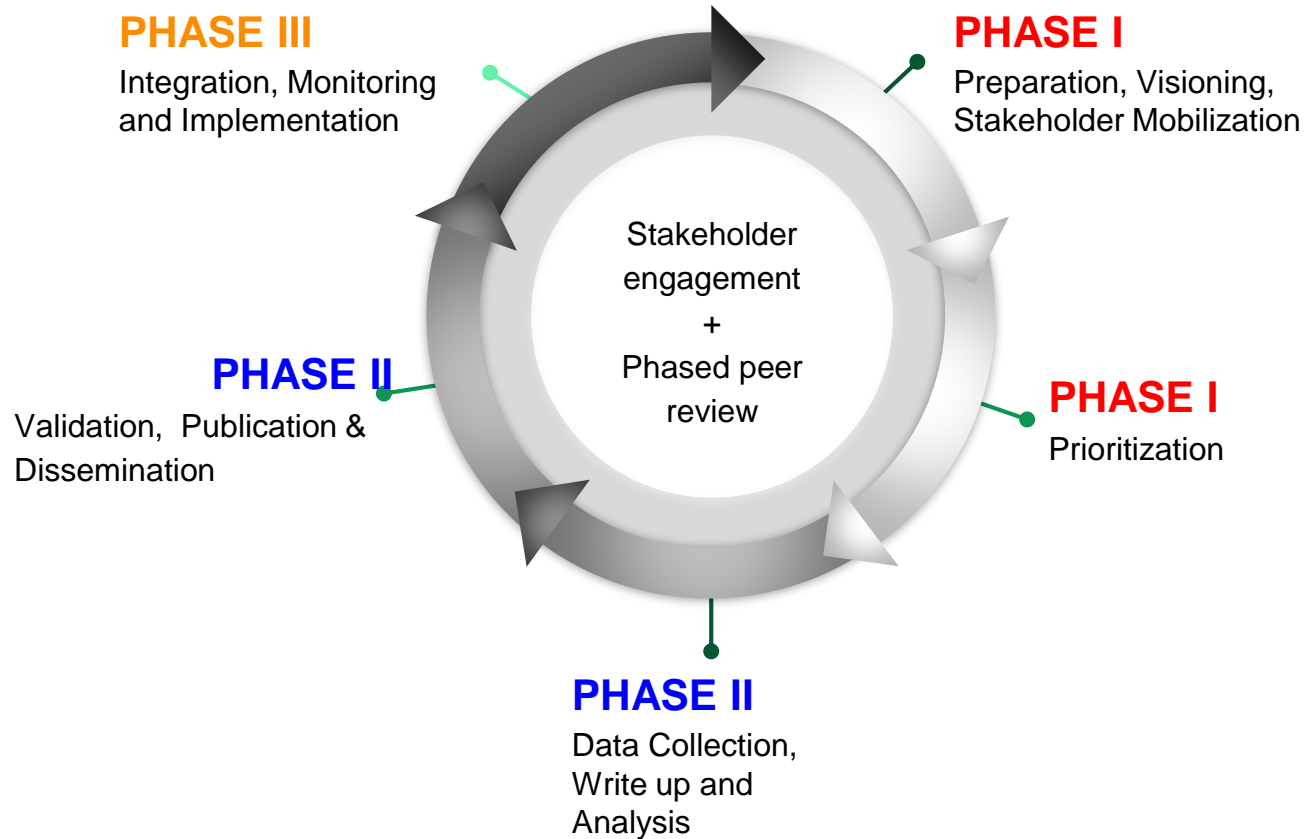 PHASE III
Integration, Monitoring
and Implementation
PHASE I
Preparation, Visioning,
Stakeholder Mobilization
Stakeholder
engagement
+
Phased peer
review
PHASE II
Validation, Publication &
Dissemination
PHASE I
Prioritization
PHASE II
Data Collection,
Write up and
Analysis